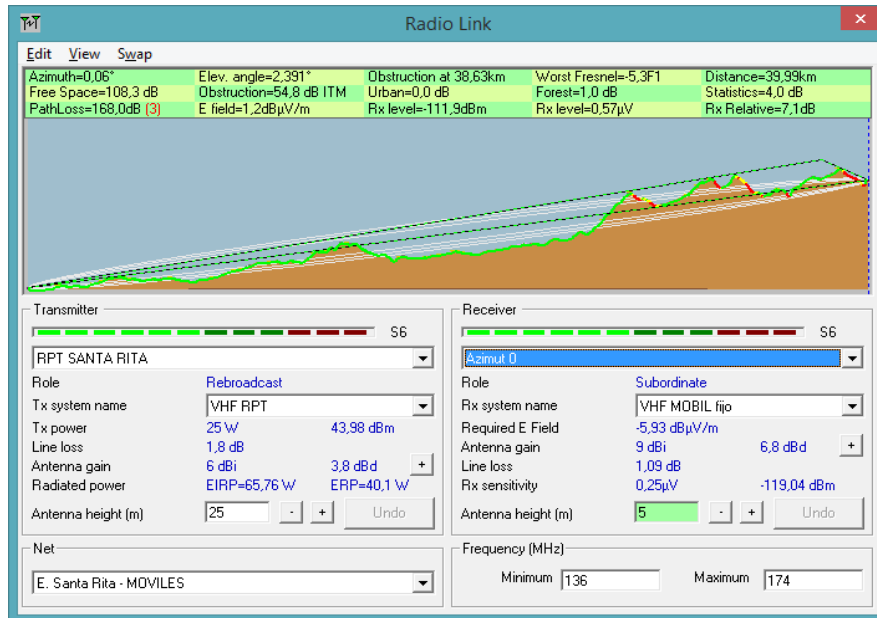 Radio Link
Edit View Swap
Azimuth=0,06° Elev. angle=2,391° Obstruction at 38,63km Worst Fresnel=-5,3F1 Distance=39,99km
Free Space=108,3 dB Obstruction=54,8 dB ITM Urban=0,0 dB Forest=1,0 dB Statistics=4,0 dB
PathLoss=168,0dB (3) E field=1,2dBµV/m Rx level=-111,9dBm Rx level=0,57µV Rx Relative=7,1dB
Transmitter
S6
RPT SANTA RITA
Role Rebroadcast
Tx system name VHF RPT
Tx power 25 W 43,98 dBm
Line loss 1,8 dB
Antenna gain 6 dBi 3,8 dBd +
Radiated power EIRP=65,76 W ERP=40,1 W
Antenna height (m) 25 - + Undo
Net
E. Santa Rita - MOVILES
Receiver
S6
Azimut 0
Role Subordinate
Rx system name VHF MOBIL fijo
Required E Field -5,93 dBµV/m
Antenna gain 9 dBi 6,8 dBd +
Line loss 1,09 dB
Rx sensitivity 0,25µV -119,04 dBm
Antenna height (m) 5 - + Undo
Frequency (MHz)
Minimum 136 Maximum 174